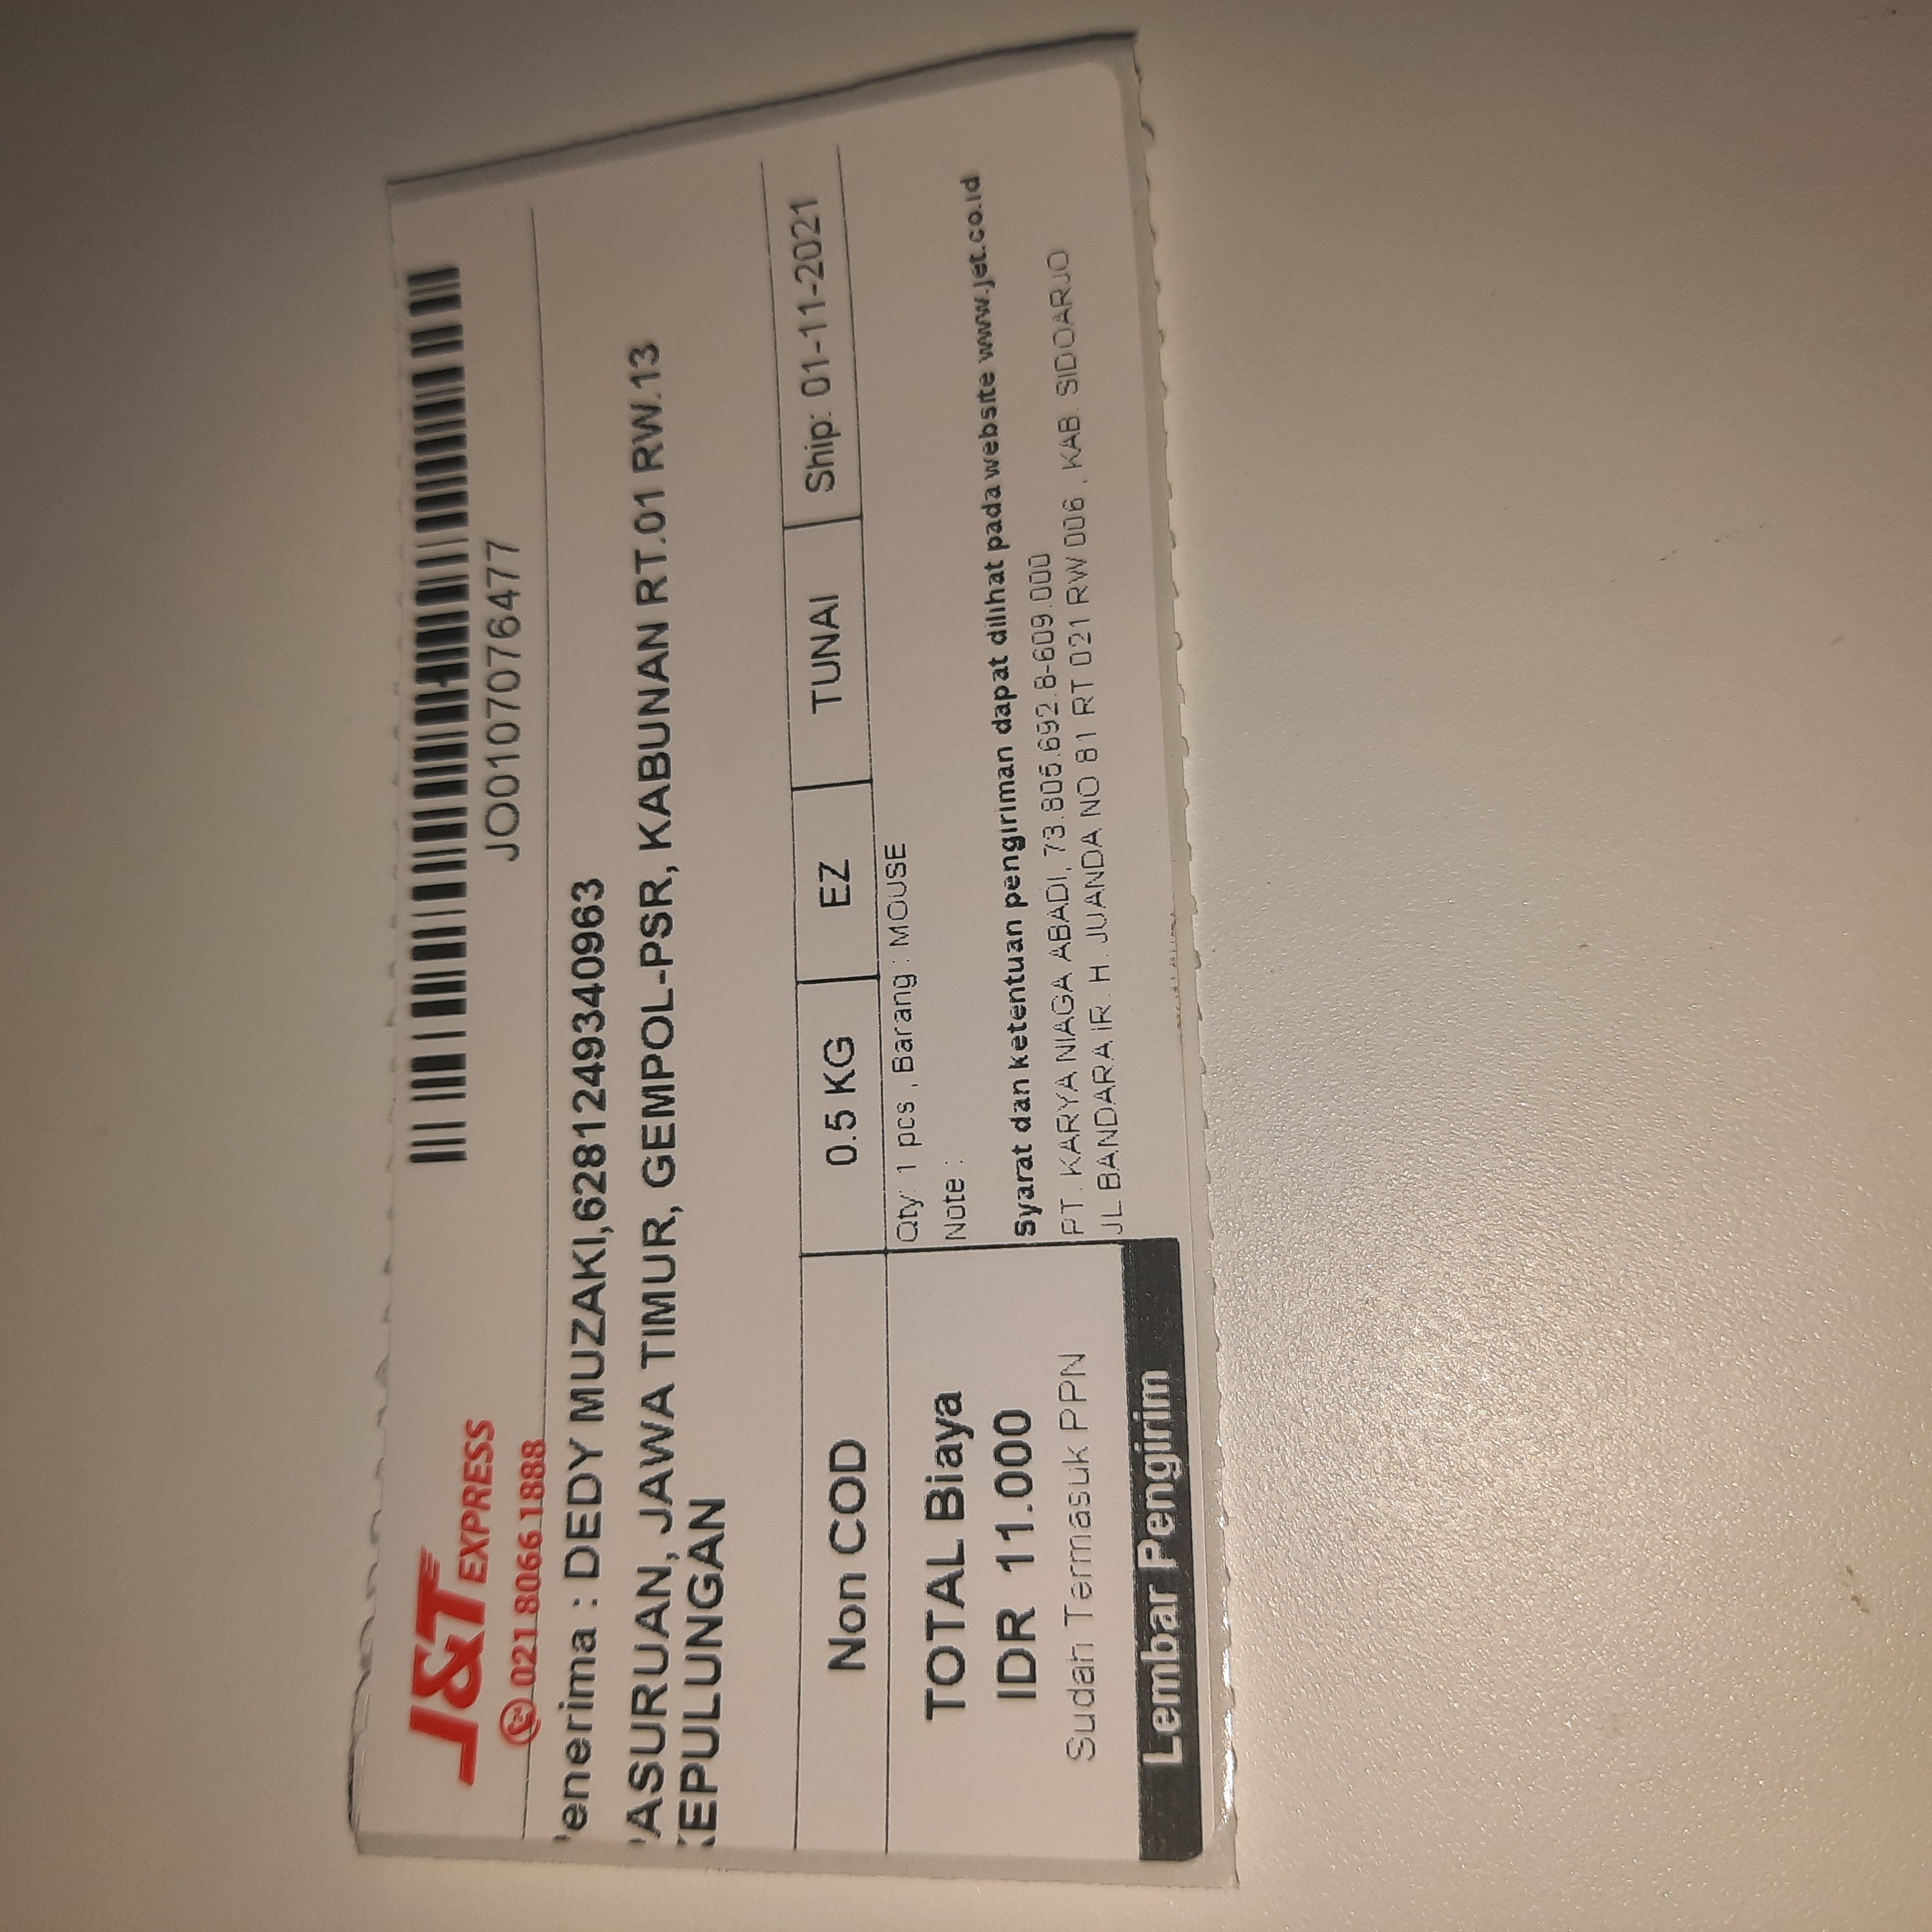 J&T EXPRESS
021 8066 1888
JO0107076477
Penerima : DEDY MUZAKI,6281249340963
PASURUAN, JAWA TIMUR, GEMPOL-PSR, KABUNAN RT.01 RW.13
KEPULUNGAN
Non COD 0.5 KG EZ TUNAI Ship: 01-11-2021
TOTAL Biaya
IDR 11.000
Sudah Termasuk PPN
Lembar Pengirim
Qty: 1 pcs , Barang : MOUSE
Note :
Syarat dan ketentuan pengiriman dapat dilihat pada website www.jet.co.id
PT. KARYA NIAGA ABADI, 73.805.692.8-609.000
JL BANDARA IR. H. JUANDA NO 81 RT 021 RW 006 , KAB. SIDOARJO